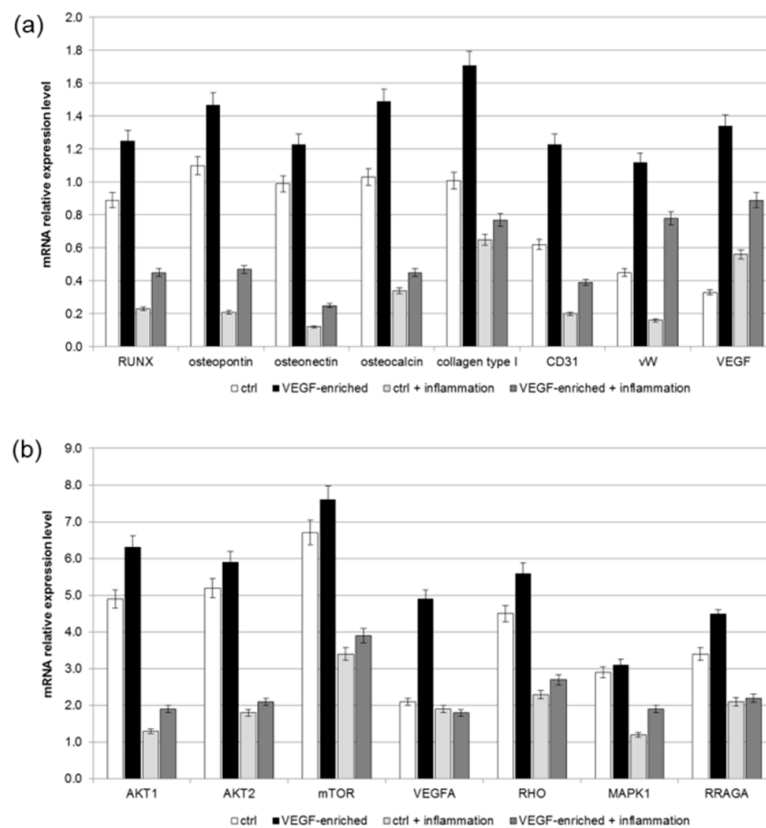 (a)
mRNA relative expression level
2.0
1.8
1.6
1.4
1.2
1.0
0.8
0.6
0.4
0.2
0.0
RUNX osteopontin osteonectin osteocalcin collagen type I CD31 vW VEGF
ctrl VEGF-enriched ctrl + inflammation VEGF-enriched + inflammation
(b)
mRNA relative expression level
9.0
8.0
7.0
6.0
5.0
4.0
3.0
2.0
1.0
0.0
AKT1 AKT2 mTOR VEGFA RHO MAPK1 RRAGA
ctrl VEGF-enriched ctrl + inflammation VEGF-enriched + inflammation